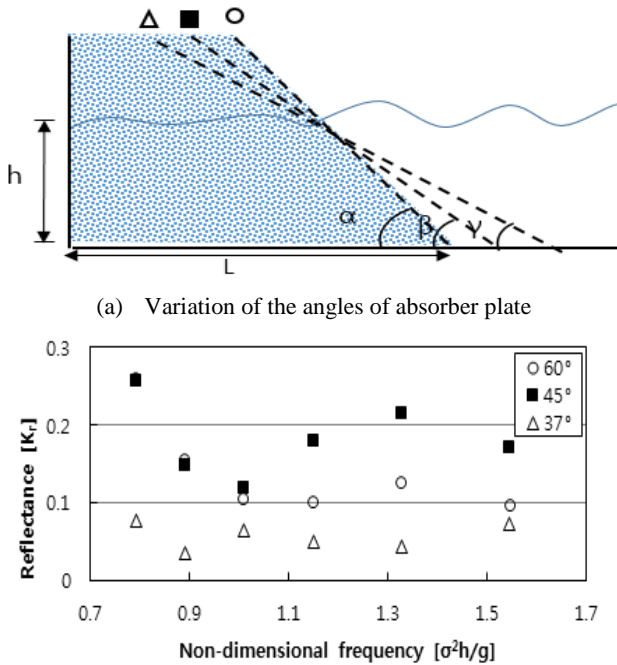 h
α
β
γ
L
(a) Variation of the angles of absorber plate
0.3
60°
45°
37°
0.2
0.1
0
Reflectance [Kr]
0.7 0.9 1.1 1.3 1.5 1.7
Non-dimensional frequency [σ²h/g]